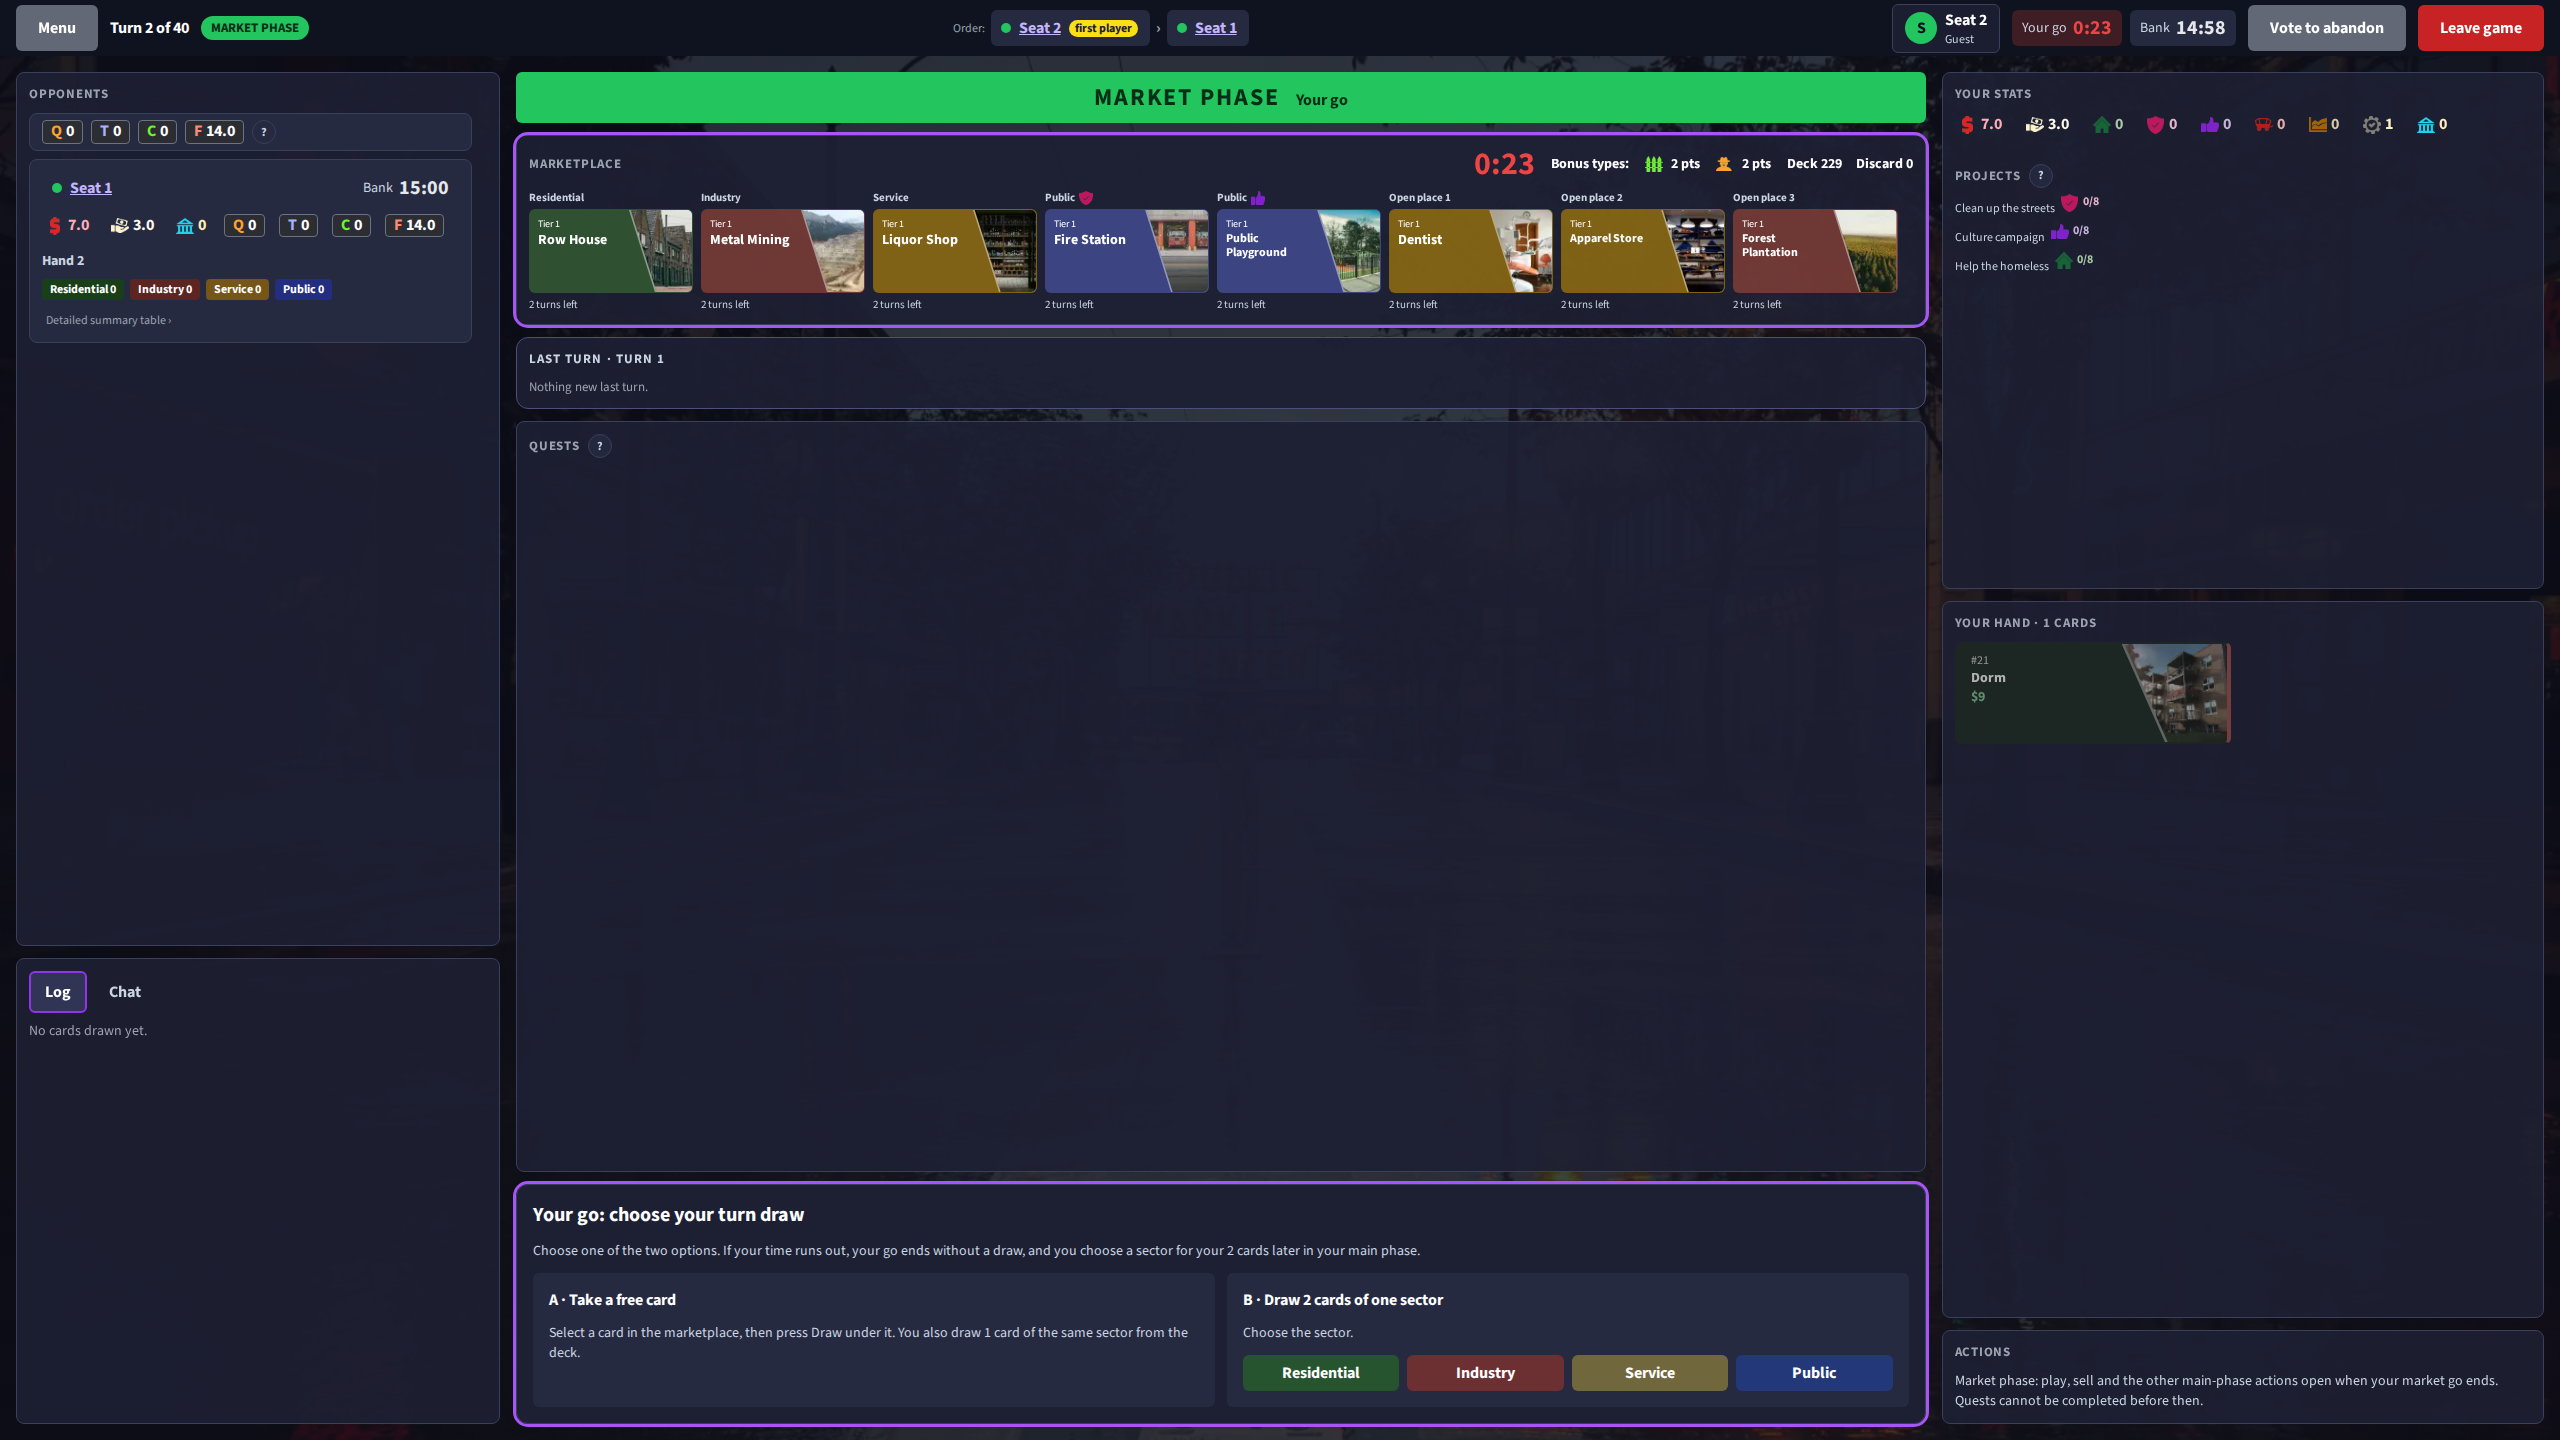 Menu
Turn 2 of 40
MARKET PHASE
Order:
Seat 2
first player
›
Seat 1
S
Seat 2
Guest
Your go 0:23
Bank 14:58
Vote to abandon
Leave game
OPPONENTS
Q 0
T 0
C 0
F 14.0
?
Seat 1
Bank 15:00
7.0
3.0
0
Q 0
T 0
C 0
F 14.0
Hand 2
Residential 0
Industry 0
Service 0
Public 0
Detailed summary table ›
Log
Chat
No cards drawn yet.
MARKET PHASE Your go
MARKETPLACE
0:23
Bonus types:
2 pts
2 pts
Deck 229
Discard 0
Residential
Tier 1
Row House
2 turns left
Industry
Tier 1
Metal Mining
2 turns left
Service
Tier 1
Liquor Shop
2 turns left
Public
Tier 1
Fire Station
2 turns left
Public
Tier 1
Public
Playground
2 turns left
Open place 1
Tier 1
Dentist
2 turns left
Open place 2
Tier 1
Apparel Store
2 turns left
Open place 3
Tier 1
Forest
Plantation
2 turns left
LAST TURN · TURN 1
Nothing new last turn.
QUESTS
?
Your go: choose your turn draw
Choose one of the two options. If your time runs out, your go ends without a draw, and you choose a sector for your 2 cards later in your main phase.
A · Take a free card
Select a card in the marketplace, then press Draw under it. You also draw 1 card of the same sector from the
deck.
B · Draw 2 cards of one sector
Choose the sector.
Residential
Industry
Service
Public
YOUR STATS
7.0
3.0
0
0
0
0
0
1
0
PROJECTS
?
Clean up the streets 0/8
Culture campaign 0/8
Help the homeless 0/8
YOUR HAND · 1 CARDS
#21
Dorm
$9
ACTIONS
Market phase: play, sell and the other main-phase actions open when your market go ends.
Quests cannot be completed before then.